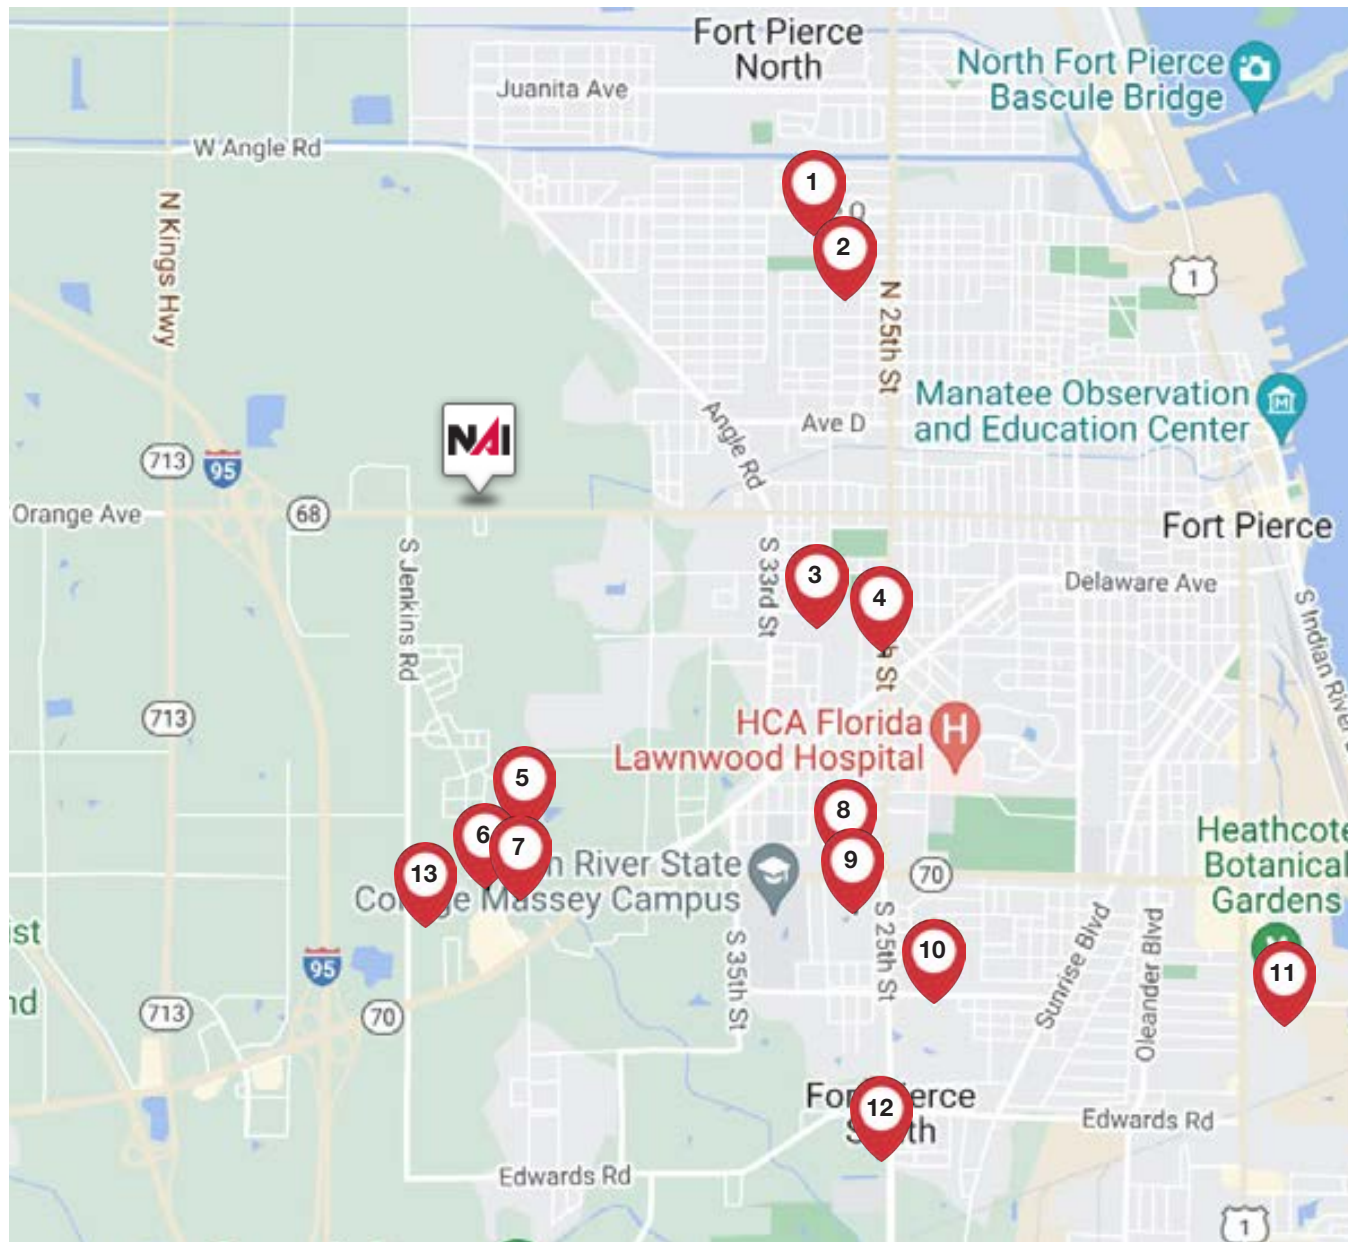 Fort Pierce
North
North Fort Pierce
Bascule Bridge
Juanita Ave
W Angle Rd
N Kings Hwy
1
2
1
N 25th St
Manatee Observation
and Education Center
Angle Rd
Ave D
NAI
713
95
68
Orange Ave
Fort Pierce
S Jenkins Rd
S 33rd St
3
4
Delaware Ave
S Indian River
St
713
HCA Florida
Lawnwood Hospital
H
5
6
7
13
8
9
River State
Massey Campus
70
Heathcote
Botanical
Gardens
S 35th St
S 25th St
10
Sunrise Blvd
Oleander Blvd
11
95
70
713
12
Edwards Rd
Edwards Rd
1